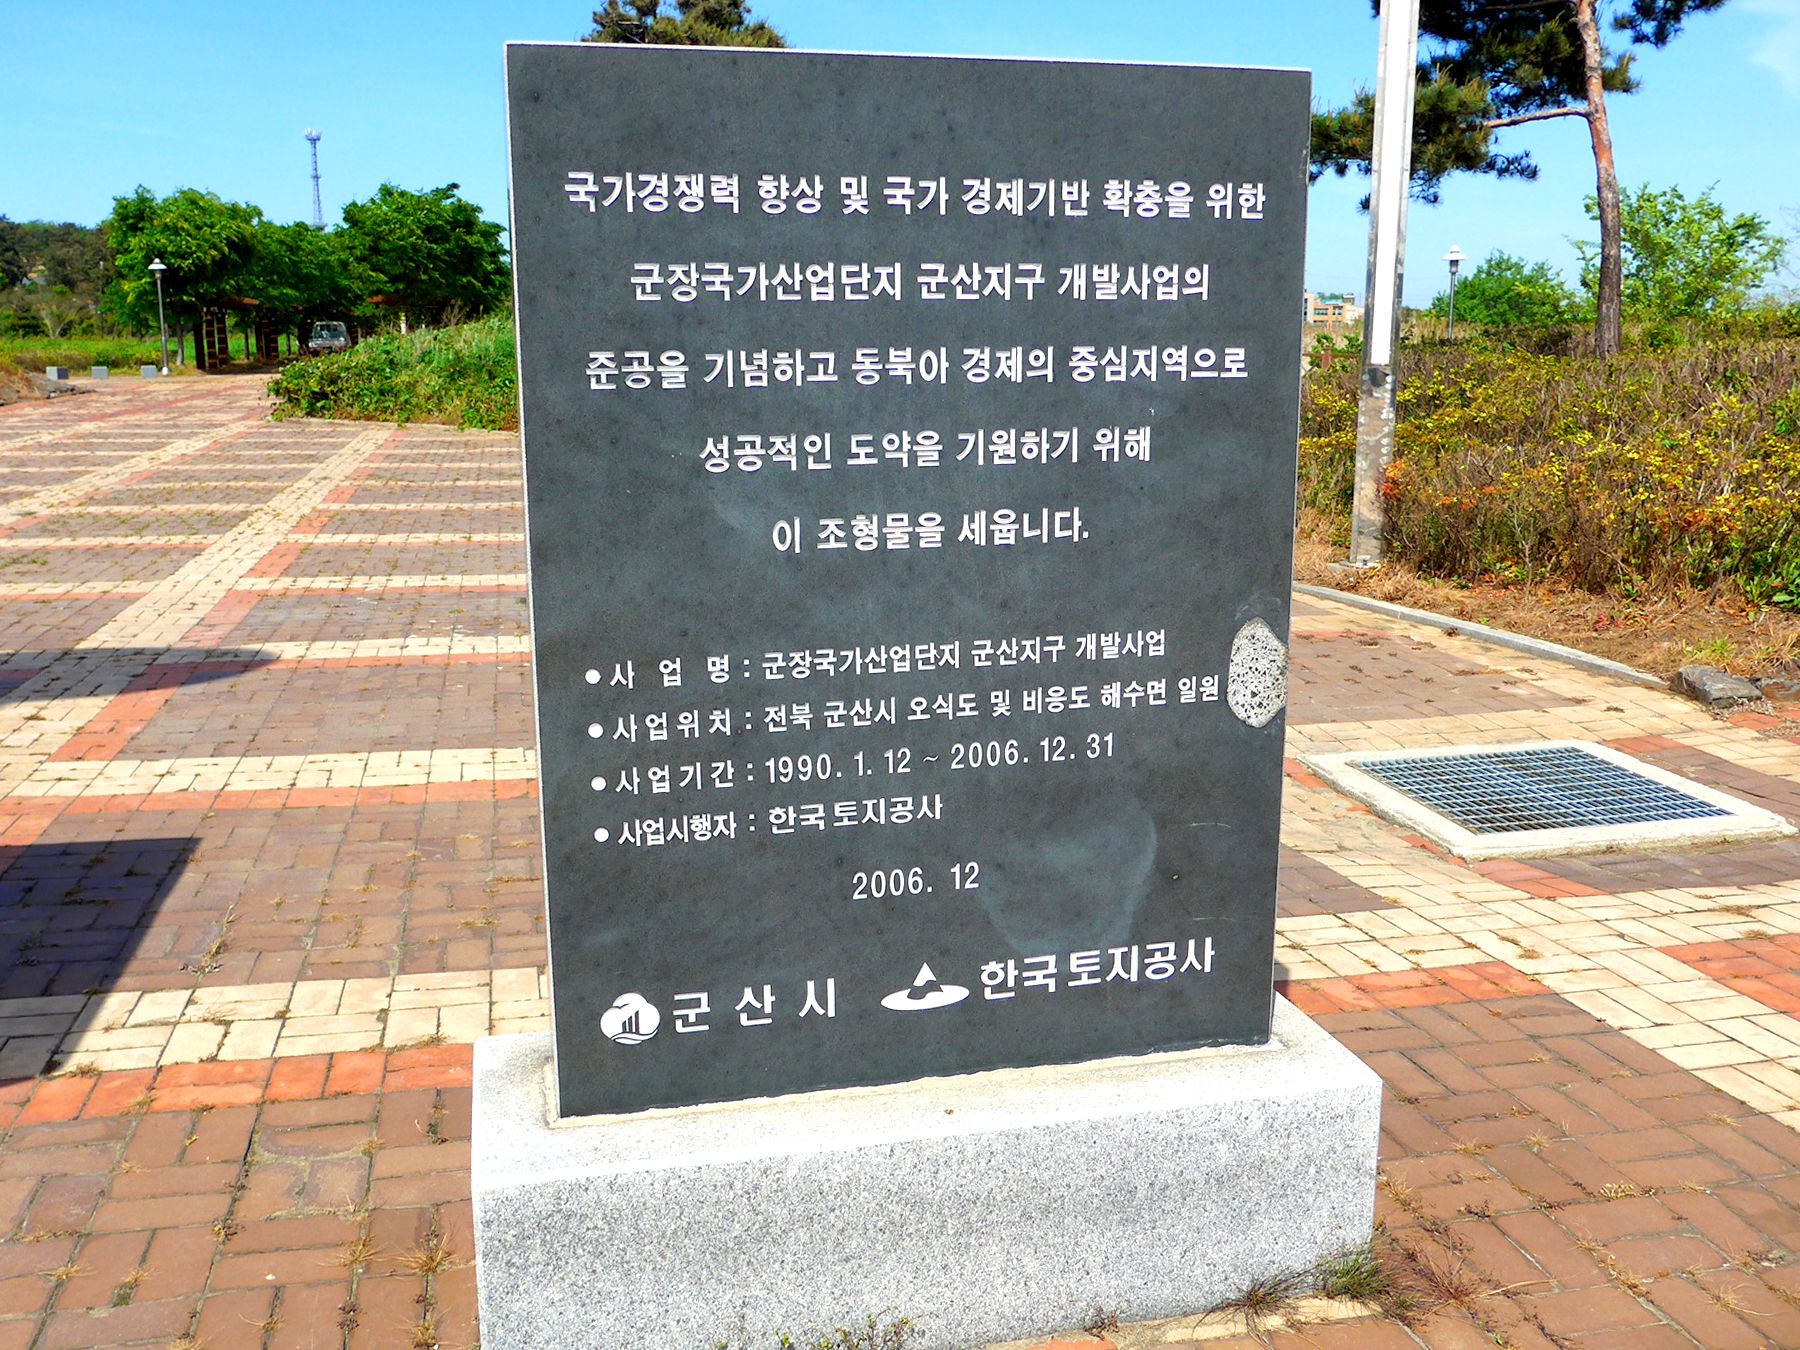 국가경쟁력 향상 및 국가 경제기반 확충을 위한
군장국가산업단지 군산지구 개발사업의
준공을 기념하고 동북아 경제의 중심지역으로
성공적인 도약을 기원하기 위해
이 조형물을 세웁니다.
● 사 업 명 : 군장국가산업단지 군산지구 개발사업
● 사업위치 : 전북 군산시 오식도 및 비응도 해수면 일원
● 사업기간 : 1990. 1. 12 ~ 2006. 12. 31
● 사업시행자 : 한국토지공사
2006. 12
군산시 한국토지공사